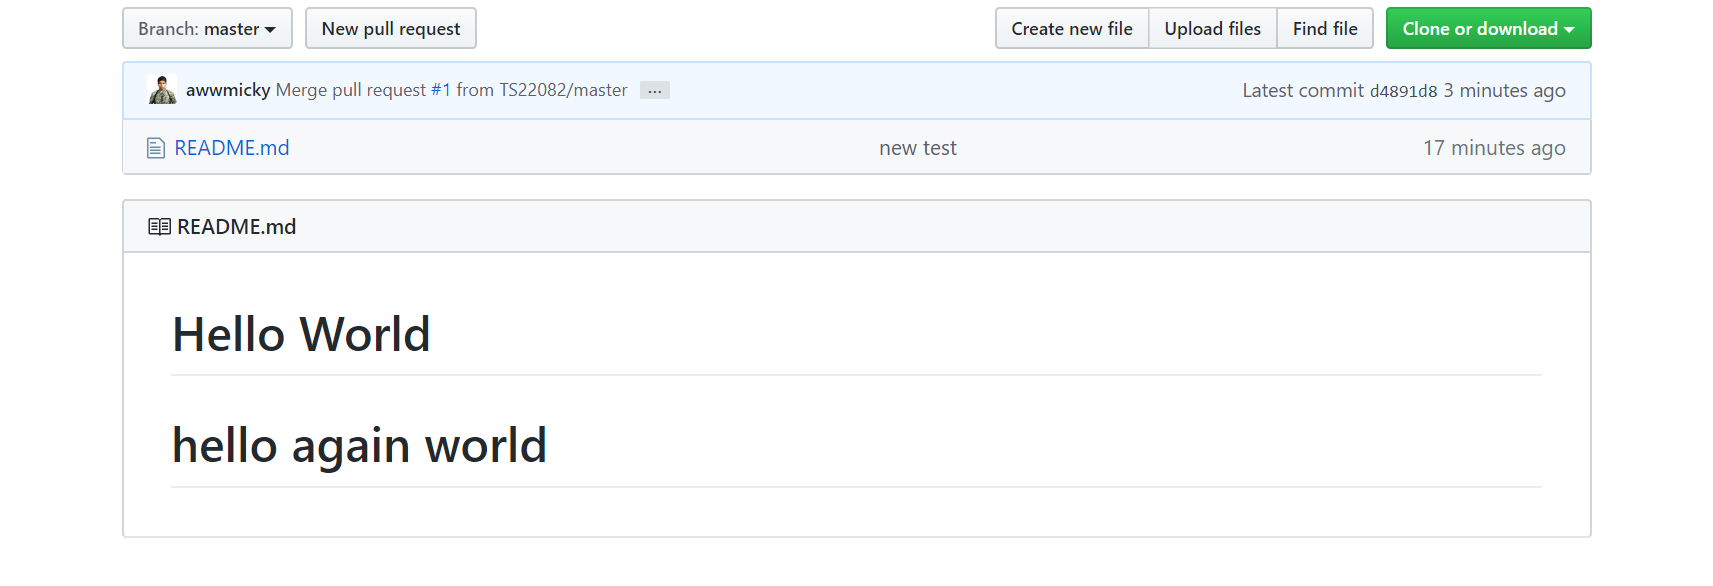 Branch: master New pull request Create new file Upload files Find file Clone or download
awwmicky Merge pull request #1 from TS22082/master ... Latest commit d4891d8 3 minutes ago
README.md new test 17 minutes ago
README.md
Hello World
hello again world